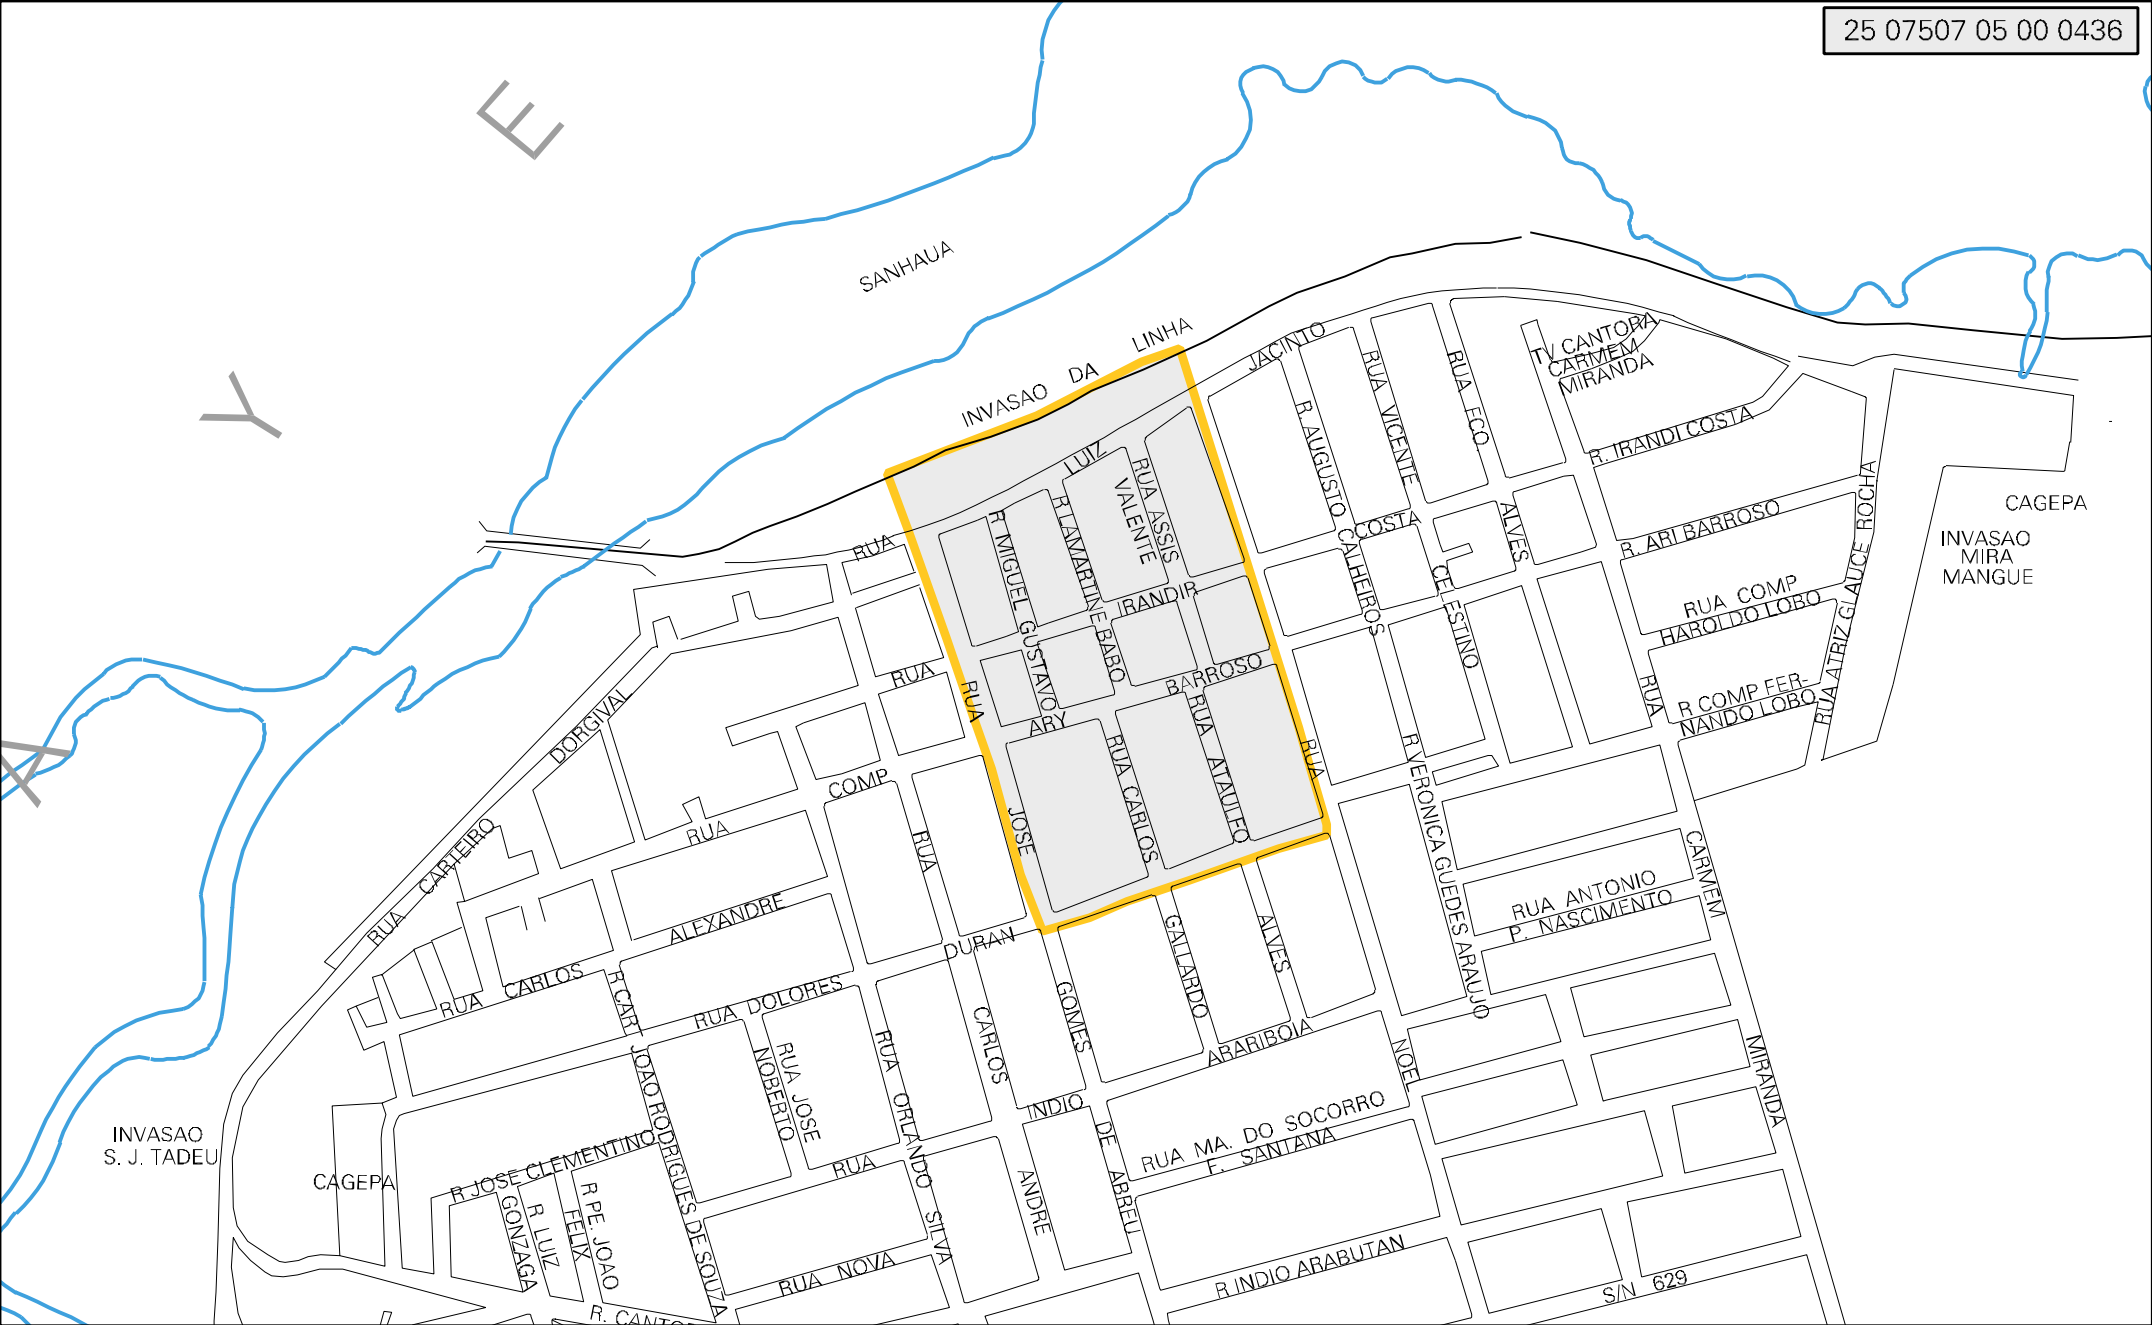 25 07507 05 00 0436
E
Y
A
SANHAUA
INVASAO DA LINHA
RUA LUIZ JACINTO
TV CANTORA
CARMEM
MIRANDA
R. IRANDI COSTA
R. AUGUSTO CALHEIROS
RUA VICENTE CELESTINO
RUA FCO. ALVES
RUA ASSIS
VALENTE
R LAMARTINE BABO
R MIGUEL GUSTAVO
RUA IRANDIR COSTA
R. ARI BARROSO
RUA COMP
HAROLDO LOBO
R COMP FER-
NANDO LOBO
RUA ATRIZ GLAUCE ROCHA
CAGEPA
INVASAO
MIRA
MANGUE
RUA COMP ARY BARROSO
RUA JOSE GOMES DE ABREU
RUA CARLOS GALLARDO
RUA ATAULFO ALVES
RUA NOEL
R VERONICA GUEDES ARAUJO
RUA CARMEM MIRANDA
RUA ANTONIO
P. NASCIMENTO
RUA CARTEIRO DORGIVAL
RUA
RUA CARLOS ALEXANDRE
RUA DOLORES DURAN
RUA CARLOS ANDRE
R CAR JOAO RODRIGUES DE SOUZA
RUA JOSE
NOBERTO
RUA ORLANDO SILVA
RUA INDIO ARARIBOIA
RUA MA. DO SOCORRO
F. SANTANA
R INDIO ARABUTAN
S/N 629
RUA NOVA
R JOSE CLEMENTINO
R LUIZ
GONZAGA
R PE. JOAO
FELIX
R. CANTOR
INVASAO
S. J. TADEU
CAGEPA